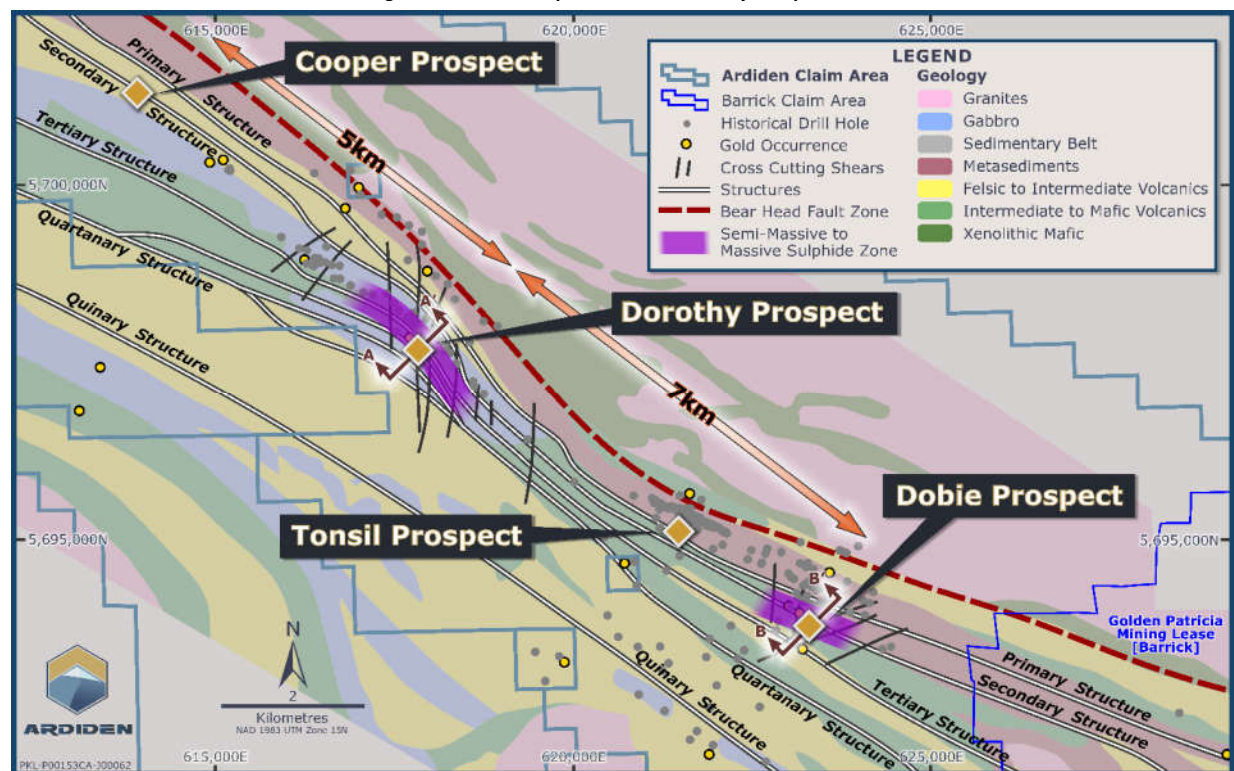 615,000E
620,000E
625,000E
Cooper Prospect
Primary Structure
Secondary Structure
Tertiary Structure
Quartanary Structure
Quinary Structure
5,700,000N
5km
LEGEND
Ardiden Claim Area
Barrick Claim Area
Historical Drill Hole
Gold Occurrence
Cross Cutting Shears
Structures
Bear Head Fault Zone
Semi-Massive to
Massive Sulphide Zone
Geology
Granites
Gabbro
Sedimentary Belt
Metasediments
Felsic to Intermediate Volcanics
Intermediate to Mafic Volcanics
Xenolithic Mafic
A'
A
Dorothy Prospect
7km
Dobie Prospect
Tonsil Prospect
5,695,000N
5,695,000N
B'
B
Golden Patricia
Mining Lease
[Barrick]
Primary Structure
Secondary Structure
Tertiary Structure
Quartanary Structure
Quinary Structure
N
2
Kilometres
NAD 1983 UTM Zone 15N
ARDIDEN
PKL-P00153CA-J00062
615,000E
620,000E
625,000E